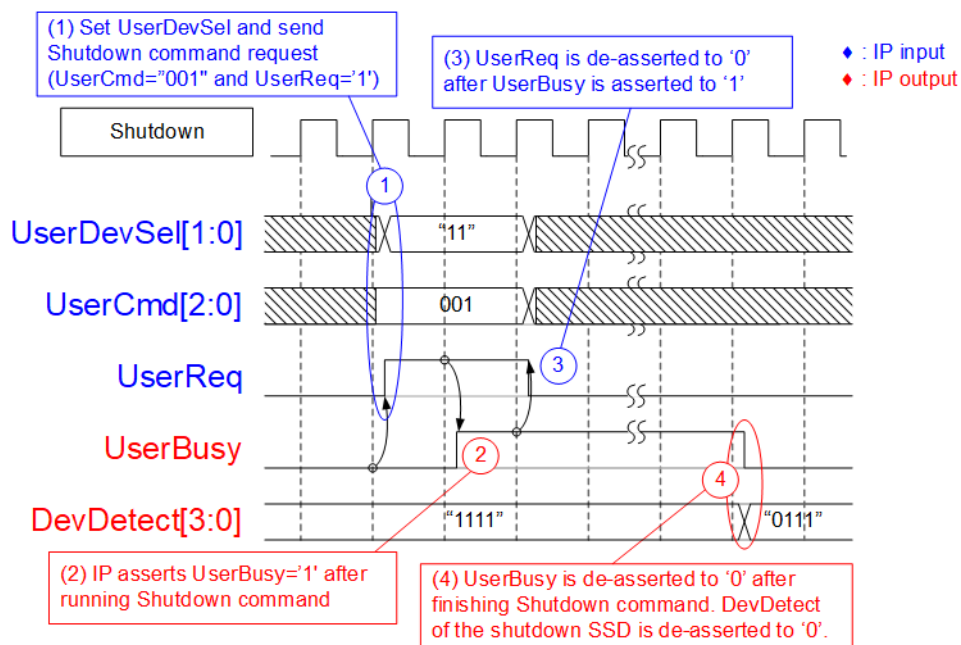 (1) Set UserDevSel and send
Shutdown command request
(UserCmd="001" and UserReq='1')
(3) UserReq is de-asserted to ‘0’
after UserBusy is asserted to ‘1’
♦ : IP input
♦ : IP output
Shutdown
1
UserDevSel[1:0]
“11”
UserCmd[2:0]
001
UserReq
3
UserBusy
2
4
DevDetect[3:0]
“1111”
“0111”
(2) IP asserts UserBusy=’1’ after
running Shutdown command
(4) UserBusy is de-asserted to ‘0’ after
finishing Shutdown command. DevDetect
of the shutdown SSD is de-asserted to ‘0’.